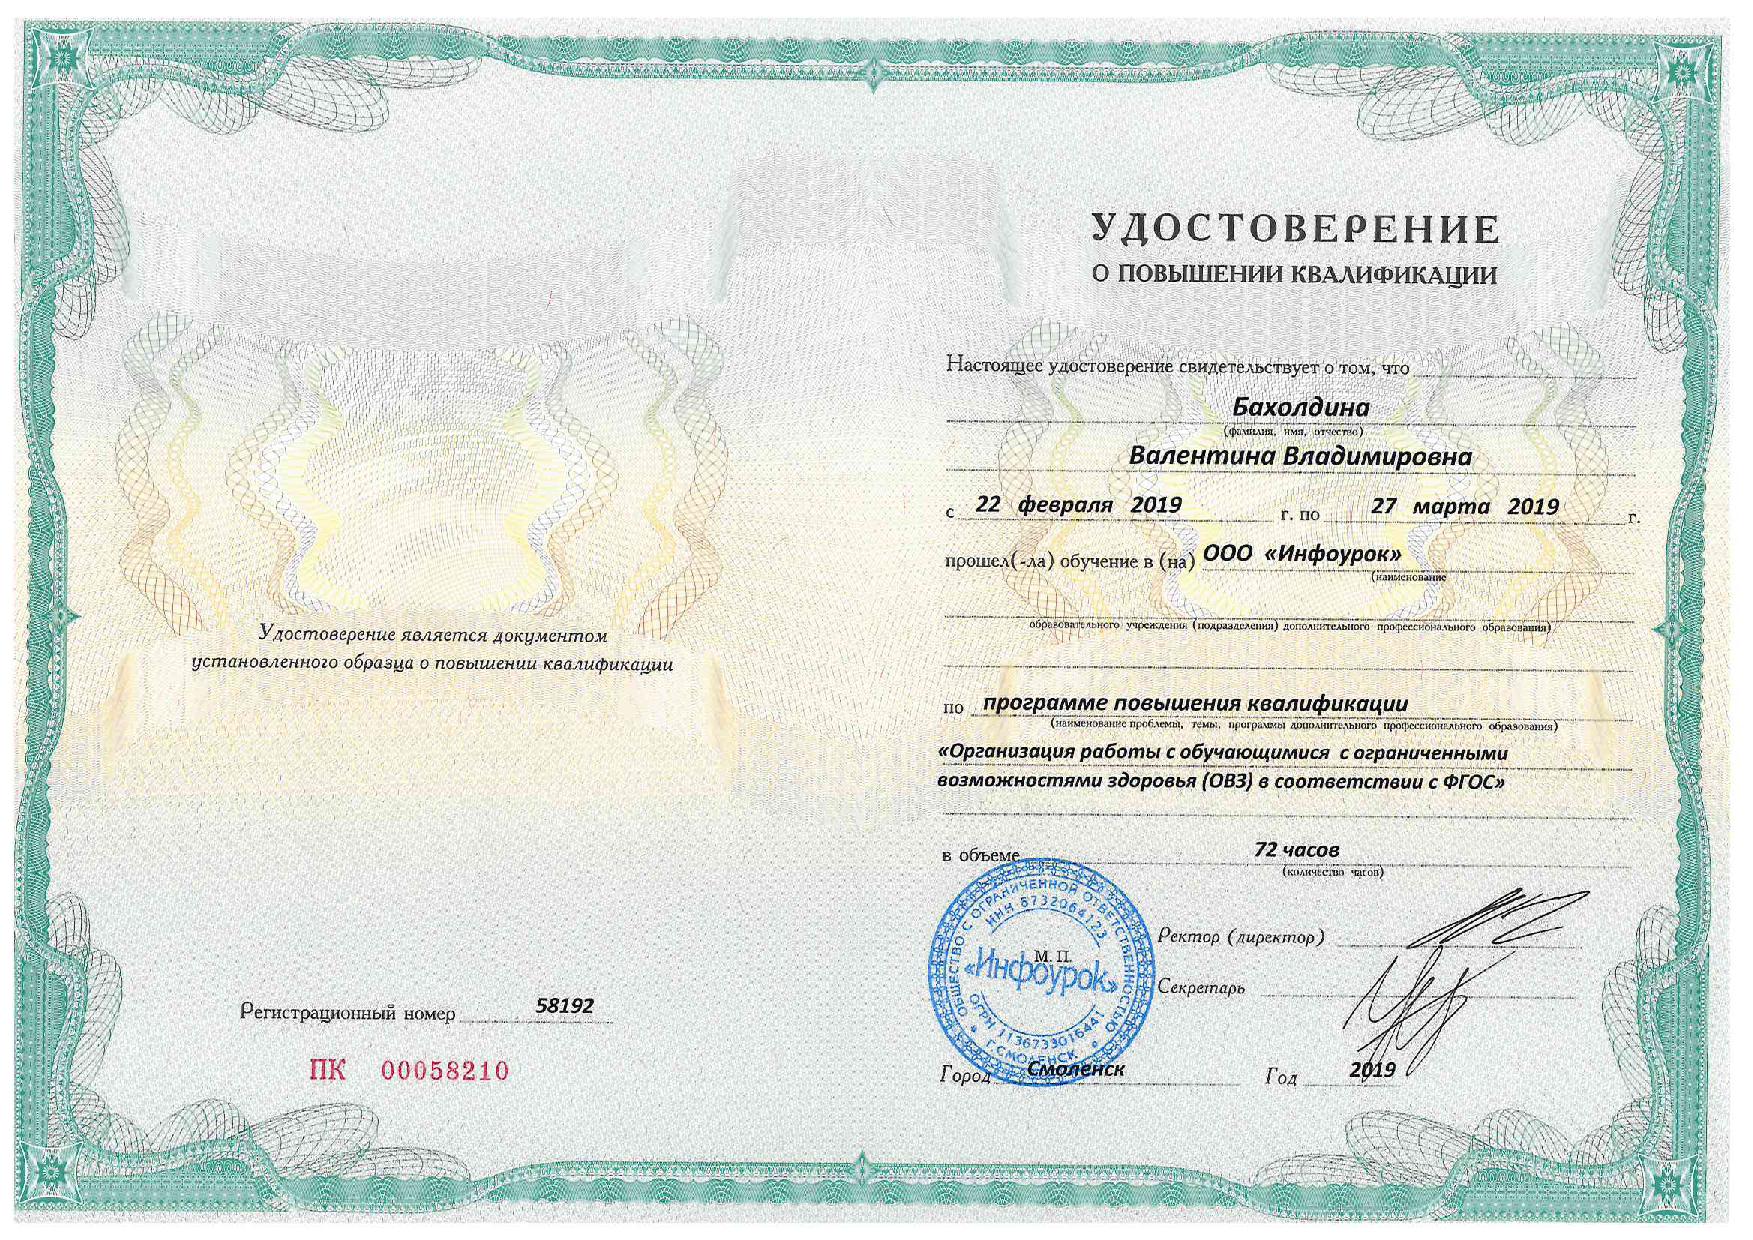 Удостоверение является документом
установленного образца о повышении квалификации
Регистрационный номер 58192
ПК 00058210
УДОСТОВЕРЕНИЕ
О ПОВЫШЕНИИ КВАЛИФИКАЦИИ
Настоящее удостоверение свидетельствует о том, что
Бахолдина
(фамилия, имя, отчество)
Валентина Владимировна
с 22 февраля 2019 г. по 27 марта 2019 г.
прошел(-ла) обучение в (на) ООО «Инфоурок»
(наименование
образовательного учреждения (подразделения) дополнительного профессионального образования)
по программе повышения квалификации
(наименование проблемы, темы, программы дополнительного профессионального образования)
«Организация работы с обучающимися с ограниченными
возможностями здоровья (ОВЗ) в соответствии с ФГОС»
в объеме 72 часов
(количество часов)
ОБЩЕСТВО С ОГРАНИЧЕННОЙ ОТВЕТСТВЕННОСТЬЮ
ИНН 6732064123
М. П.
«Инфоурок»
ОГРН 1136733016441
Г.СМОЛЕНСК
Ректор (директор)
Секретарь
Город Смоленск Год 2019